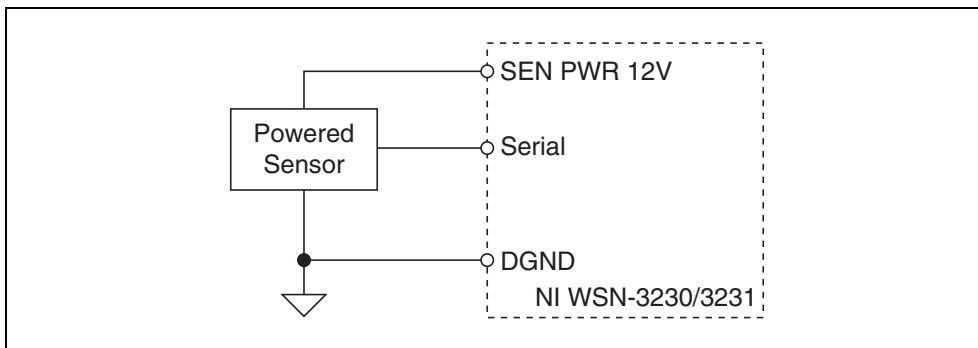 SEN PWR 12V
Powered
Sensor
Serial
DGND
NI WSN-3230/3231